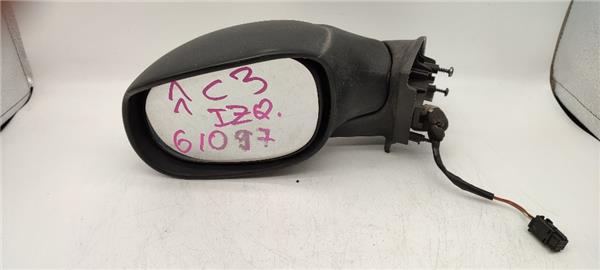 ↑ C3
↑ IZQ.
61097